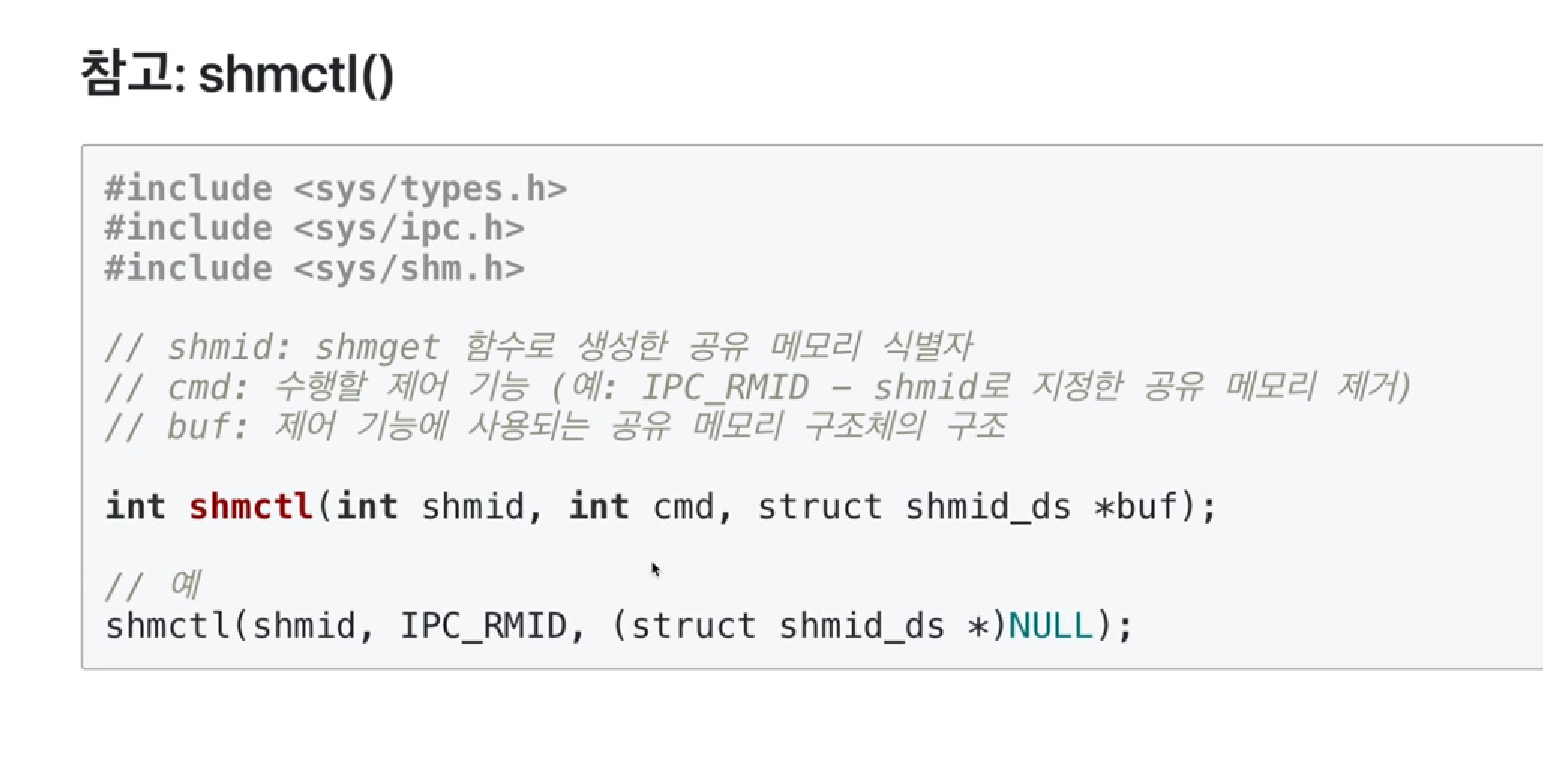 참고: shmctl()
#include <sys/types.h>
#include <sys/ipc.h>
#include <sys/shm.h>
// shmid: shmget 함수로 생성한 공유 메모리 식별자
// cmd: 수행할 제어 기능 (예: IPC_RMID – shmid로 지정한 공유 메모리 제거)
// buf: 제어 기능에 사용되는 공유 메모리 구조체의 구조
int shmctl(int shmid, int cmd, struct shmid_ds *buf);
// 예
shmctl(shmid, IPC_RMID, (struct shmid_ds *)NULL);